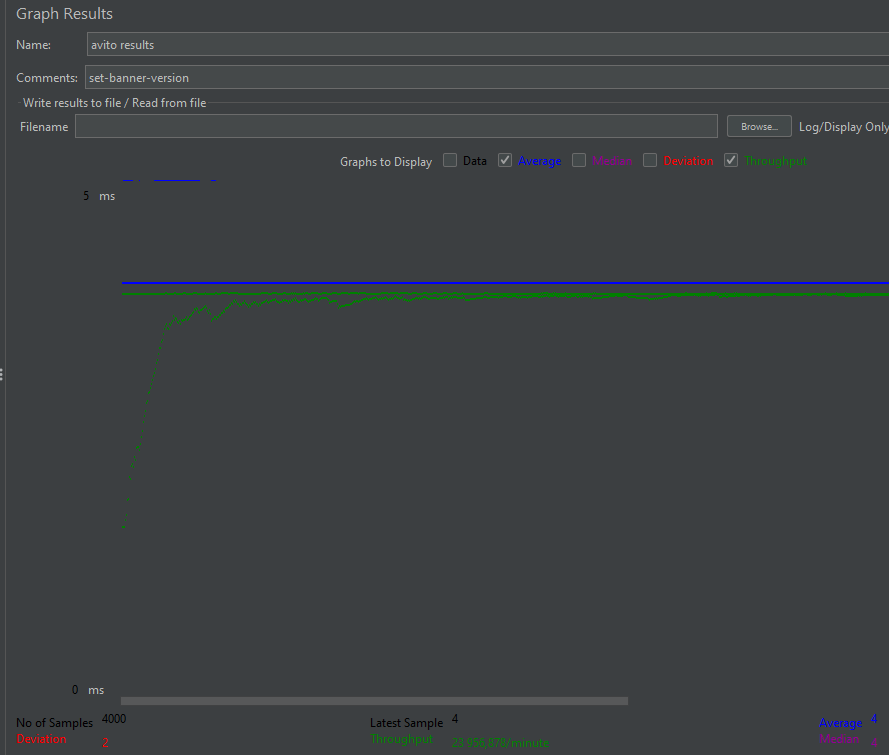 Graph Results
Name: avito results
Comments: set-banner-version
Write results to file / Read from file
Filename Browse... Log/Display Only
Graphs to Display Data Average Median Deviation Throughput
5 ms
0 ms
No of Samples 4000 Latest Sample 4 Average 4
Deviation 2 Throughput 23,956.878/minute Median